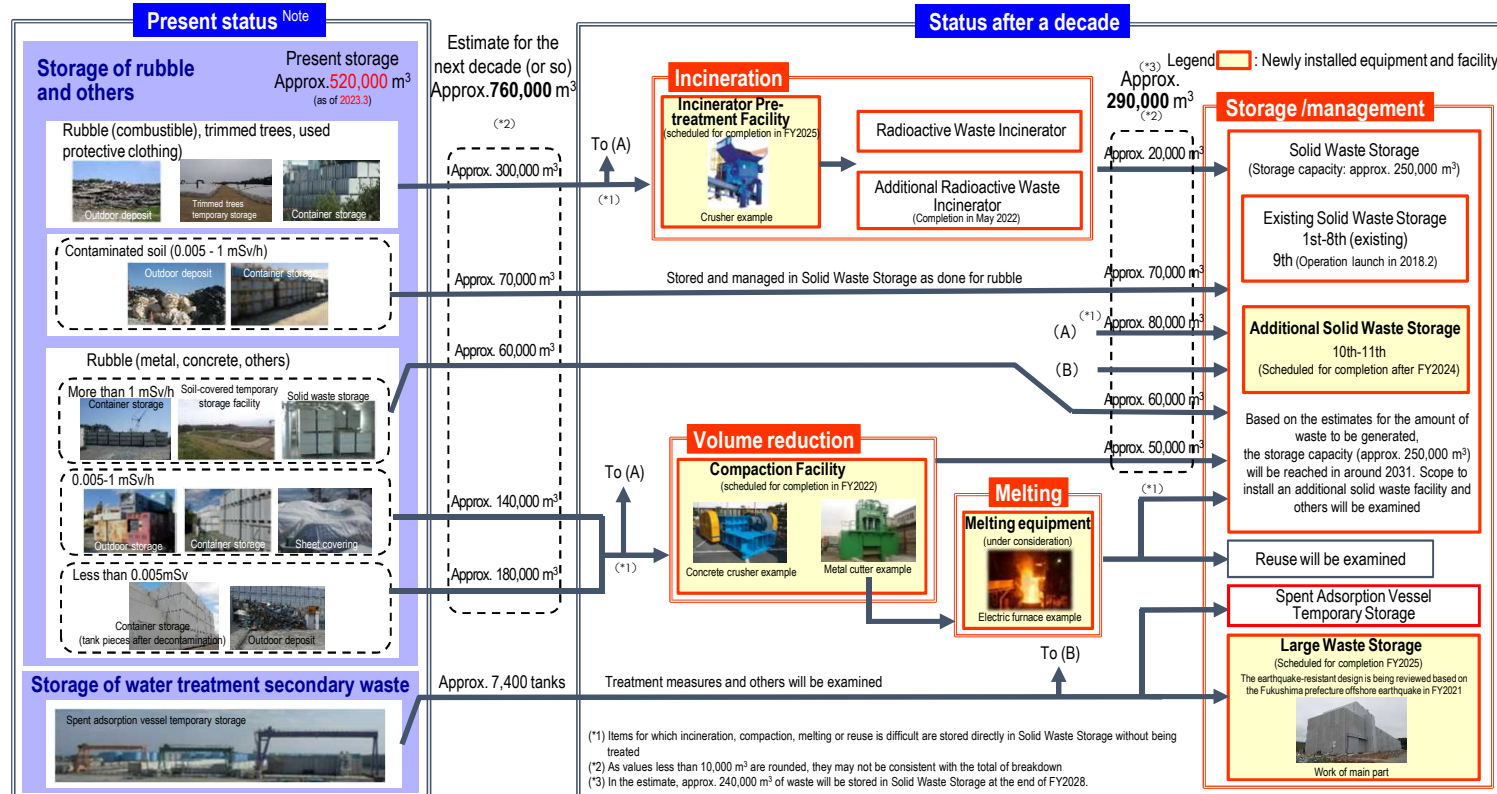 Present status Note
Storage of rubble
and others
Present storage
Approx.520,000 m³
(as of 2023.3)
Rubble (combustible), trimmed trees, used
protective clothing)
Outdoor deposit
Trimmed trees
temporary storage
Container storage
Contaminated soil (0.005 - 1 mSv/h)
Outdoor deposit
Container storage
Rubble (metal, concrete, others)
More than 1 mSv/h
Container storage
Soil-covered temporary
storage facility
Solid waste storage
0.005-1 mSv/h
Outdoor storage
Container storage
Sheet covering
Less than 0.005mSv
Container storage
(tank pieces after decontamination)
Outdoor deposit
Storage of water treatment secondary waste
Spent adsorption vessel temporary storage
Estimate for the
next decade (or so)
Approx.760,000 m³
(*2)
Approx. 300,000 m³
Approx. 70,000 m³
Approx. 60,000 m³
Approx. 140,000 m³
Approx. 180,000 m³
Approx. 7,400 tanks
Status after a decade
Legend : Newly installed equipment and facility
To (A)
(*1)
Incineration
Incinerator Pre-
treatment Facility
(scheduled for completion in FY2025)
Crusher example
Radioactive Waste Incinerator
Additional Radioactive Waste
Incinerator
(Completion in May 2022)
Stored and managed in Solid Waste Storage as done for rubble
To (A)
(*1)
Volume reduction
Compaction Facility
(scheduled for completion in FY2022)
Concrete crusher example
Metal cutter example
Melting
Melting equipment
(under consideration)
Electric furnace example
To (B)
Treatment measures and others will be examined
(*3)
Approx.
290,000 m³
(*2)
Approx. 20,000 m³
Approx. 70,000 m³
(A)
(*1)
Approx. 80,000 m³
(B)
Approx. 60,000 m³
Approx. 50,000 m³
(*1)
Storage /management
Solid Waste Storage
(Storage capacity: approx. 250,000 m³)
Existing Solid Waste Storage
1st-8th (existing)
9th (Operation launch in 2018.2)
Additional Solid Waste Storage
10th-11th
(Scheduled for completion after FY2024)
Based on the estimates for the amount of
waste to be generated,
the storage capacity (approx. 250,000 m³)
will be reached in around 2031. Scope to
install an additional solid waste facility and
others will be examined
Reuse will be examined
Spent Adsorption Vessel
Temporary Storage
Large Waste Storage
(Scheduled for completion FY2025)
The earthquake-resistant design is being reviewed based on
the Fukushima prefecture offshore earthquake in FY2021
Work of main part
(*1) Items for which incineration, compaction, melting or reuse is difficult are stored directly in Solid Waste Storage without being
treated
(*2) As values less than 10,000 m³ are rounded, they may not be consistent with the total of breakdown
(*3) In the estimate, approx. 240,000 m³ of waste will be stored in Solid Waste Storage at the end of FY2028.